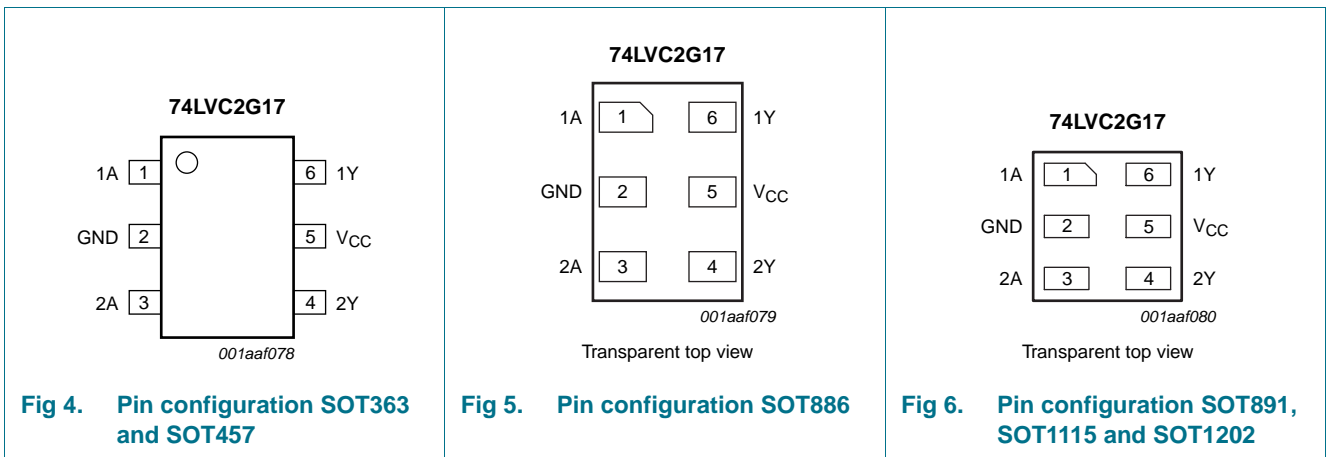 74LVC2G17
1A 1 6 1Y
GND 2 5 VCC
2A 3 4 2Y
001aaf078
Fig 4. Pin configuration SOT363
and SOT457
74LVC2G17
1A 1 6 1Y
GND 2 5 VCC
2A 3 4 2Y
001aaf079
Transparent top view
Fig 5. Pin configuration SOT886
74LVC2G17
1A 1 6 1Y
GND 2 5 VCC
2A 3 4 2Y
001aaf080
Transparent top view
Fig 6. Pin configuration SOT891,
SOT1115 and SOT1202